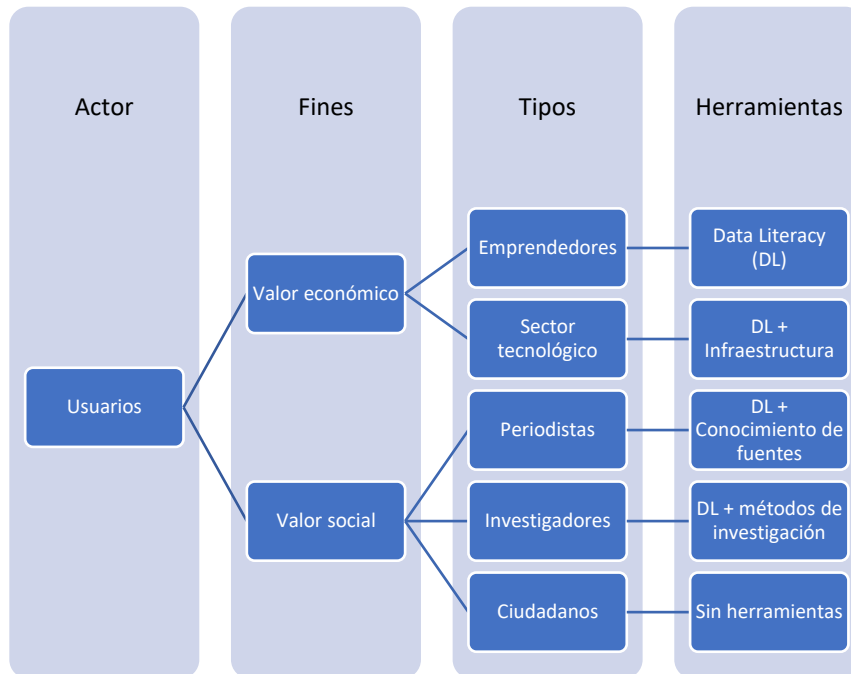 Actor
Fines
Tipos
Herramientas
Usuarios
Valor económico
Valor social
Emprendedores
Sector
tecnológico
Periodistas
Investigadores
Ciudadanos
Data Literacy
(DL)
DL +
Infraestructura
DL +
Conocimiento de
fuentes
DL + métodos de
investigación
Sin herramientas